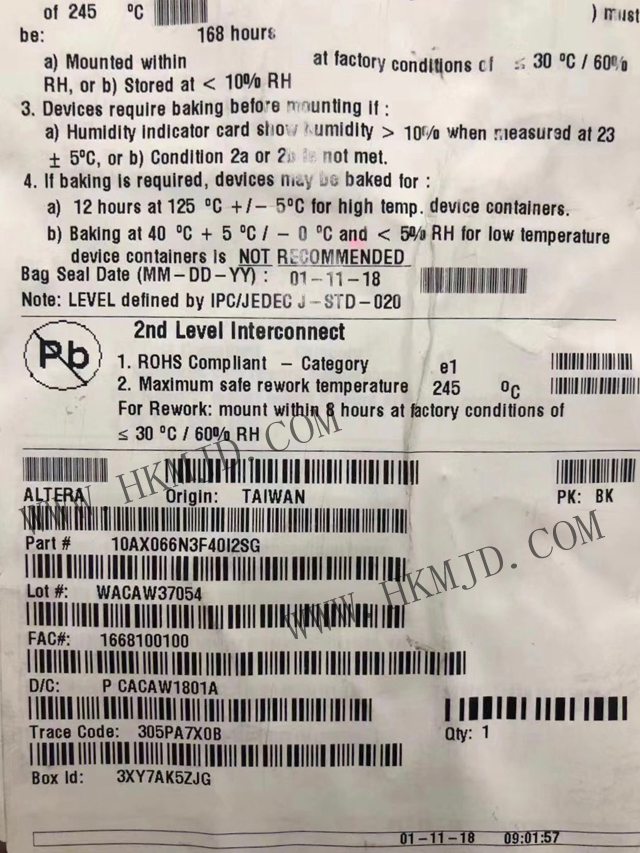 of 245 °C ) must
be: 168 hours
a) Mounted within at factory conditions of ≤ 30 °C / 60%
RH, or b) Stored at < 10% RH
3. Devices require baking before mounting if :
a) Humidity indicator card show humidity > 10% when measured at 23
± 5°C, or b) Condition 2a or 2b is not met.
4. If baking is required, devices may be baked for :
a) 12 hours at 125 °C +/- 5°C for high temp. device containers.
b) Baking at 40 °C + 5 °C / - 0 °C and < 5% RH for low temperature
device containers is NOT RECOMMENDED
Bag Seal Date (MM-DD-YY) : 01-11-18
Note: LEVEL defined by IPC/JEDEC J-STD-020
Pb
2nd Level Interconnect
1. ROHS Compliant - Category e1
2. Maximum safe rework temperature 245 °C
For Rework: mount within 8 hours at factory conditions of
≤ 30 °C / 60% RH
ALTERA Origin: TAIWAN PK: BK
Part # 10AX066N3F40I2SG
Lot #: WACAW37054
FAC#: 1668100100
D/C: P CACAW1801A
Trace Code: 305PA7X0B Qty: 1
Box Id: 3XY7AK5ZJG
01-11-18 09:01:57
WWW.HKMJD.COM
WWW.HKMJD.COM